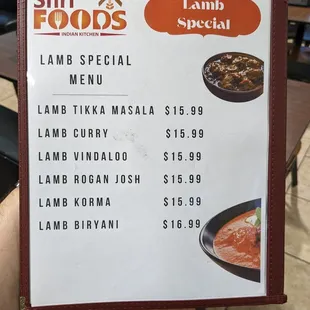 Shri
FOODS
INDIAN KITCHEN
Lamb
Special
LAMB SPECIAL
MENU
LAMB TIKKA MASALA $15.99
LAMB CURRY $15.99
LAMB VINDALOO $15.99
LAMB ROGAN JOSH $15.99
LAMB KORMA $15.99
LAMB BIRYANI $16.99